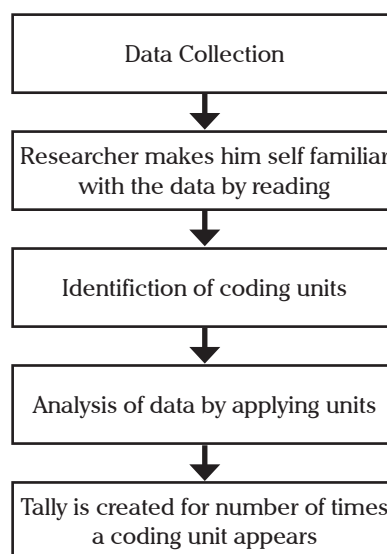 Data Collection
Researcher makes him self familiar
with the data by reading
Identifiction of coding units
Analysis of data by applying units
Tally is created for number of times
a coding unit appears